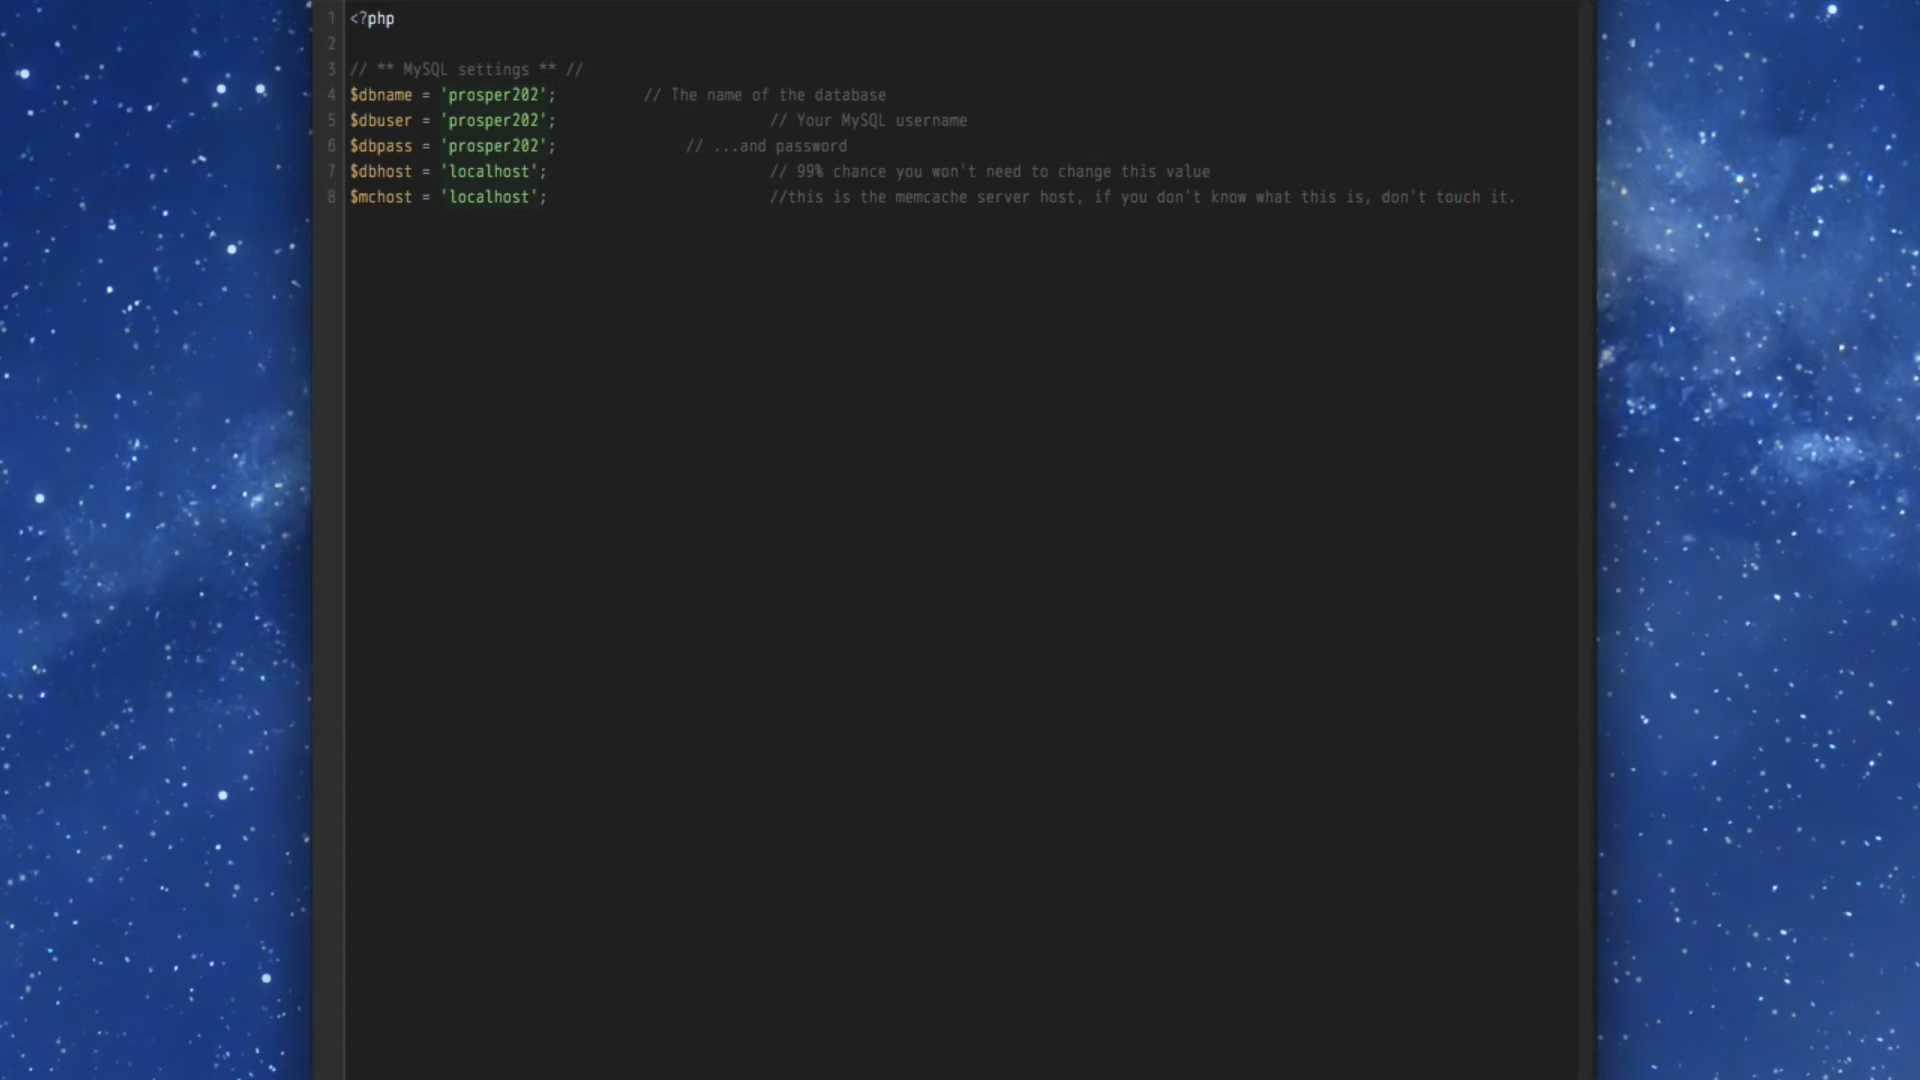 1 <?php
2
3 // ** MySQL settings ** //
4 $dbname = 'prosper202'; // The name of the database
5 $dbuser = 'prosper202'; // Your MySQL username
6 $dbpass = 'prosper202'; // ...and password
7 $dbhost = 'localhost'; // 99% chance you won't need to change this value
8 $mchost = 'localhost'; //this is the memcache server host, if you don't know what this is, don't touch it.